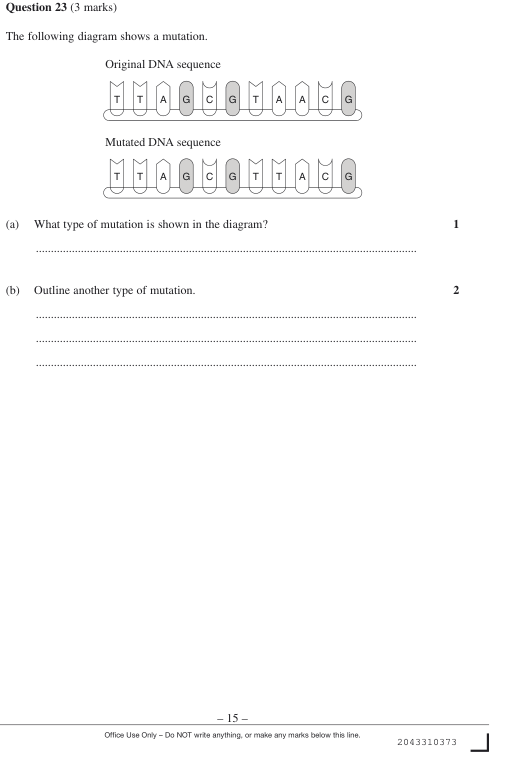 Question 23 (3 marks)
The following diagram shows a mutation.
Original DNA sequence
T T A G C G T A A C G
Mutated DNA sequence
T T A G C G T T A C G
(a) What type of mutation is shown in the diagram? 1
................................................................................................................................
(b) Outline another type of mutation. 2
................................................................................................................................
................................................................................................................................
................................................................................................................................
– 15 –
Office Use Only – Do NOT write anything, or make any marks below this line.
2043310373